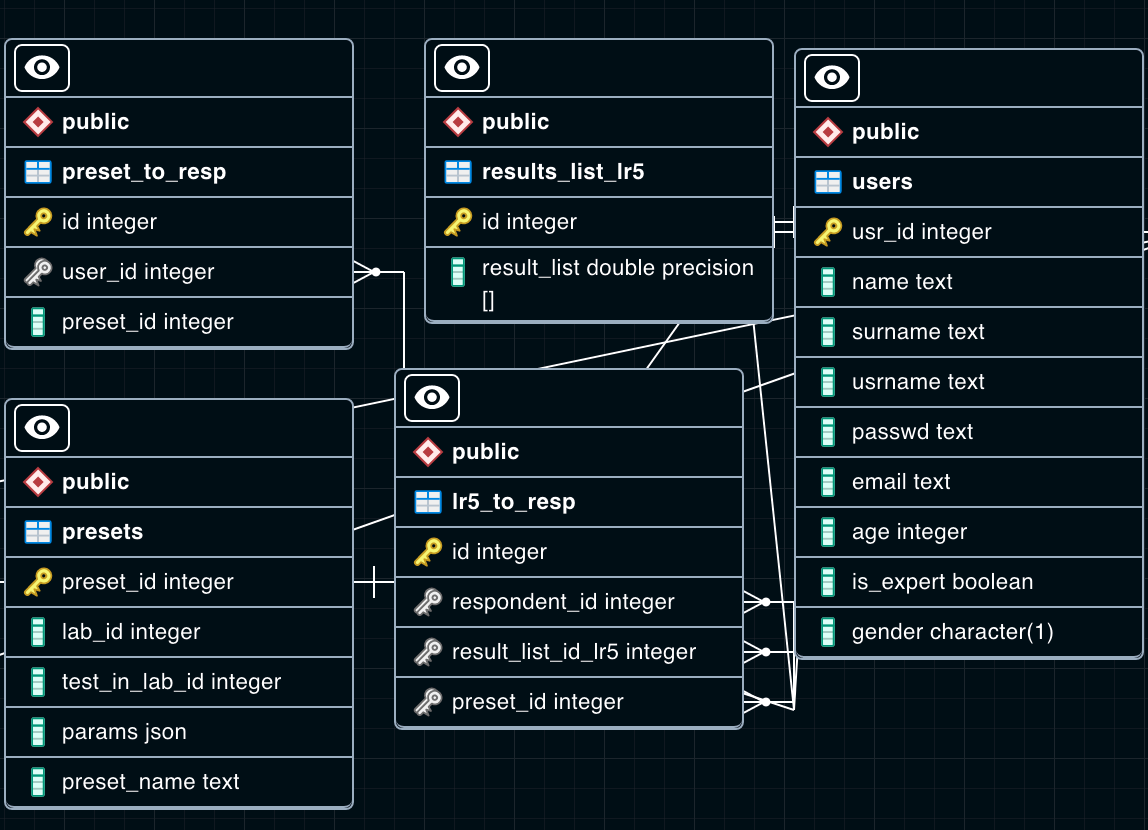 public
preset_to_resp
id integer
user_id integer
preset_id integer
public
results_list_lr5
id integer
result_list double precision
[]
public
users
usr_id integer
name text
surname text
usrname text
passwd text
email text
age integer
is_expert boolean
gender character(1)
public
presets
preset_id integer
lab_id integer
test_in_lab_id integer
params json
preset_name text
public
lr5_to_resp
id integer
respondent_id integer
result_list_id_lr5 integer
preset_id integer